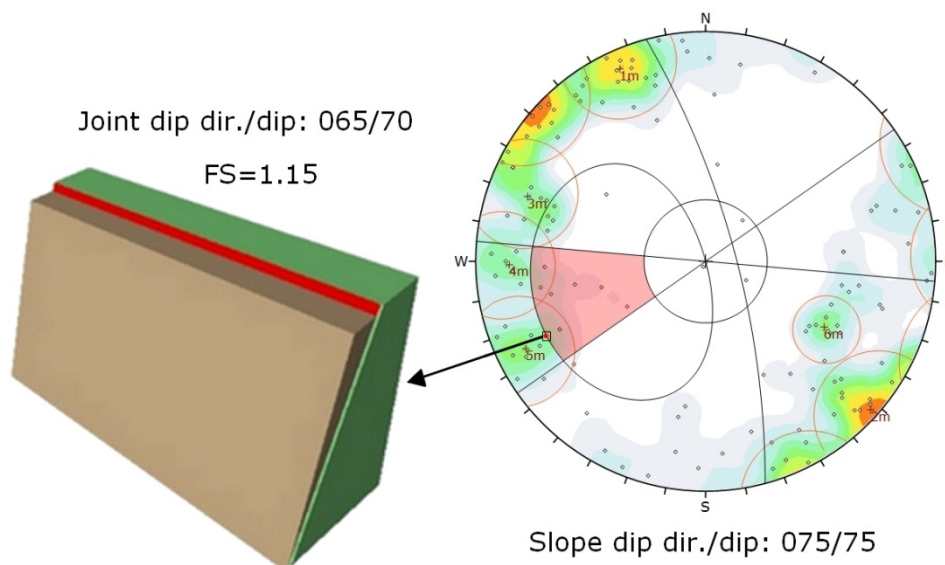 Joint dip dir./dip: 065/70
FS=1.15
N
1m
3m
W
4m
5m
6m
2m
S
Slope dip dir./dip: 075/75